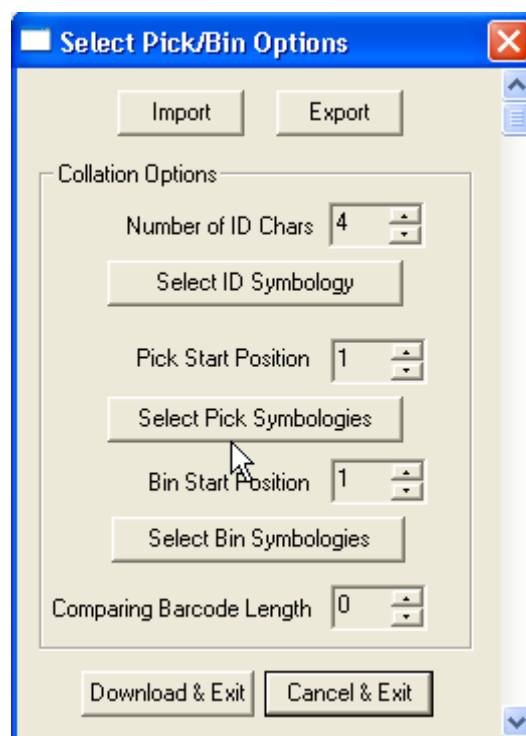 Select Pick/Bin Options
Import Export
Collation Options
Number of ID Chars 4
Select ID Symbology
Pick Start Position 1
Select Pick Symbologies
Bin Start Position 1
Select Bin Symbologies
Comparing Barcode Length 0
Download & Exit Cancel & Exit